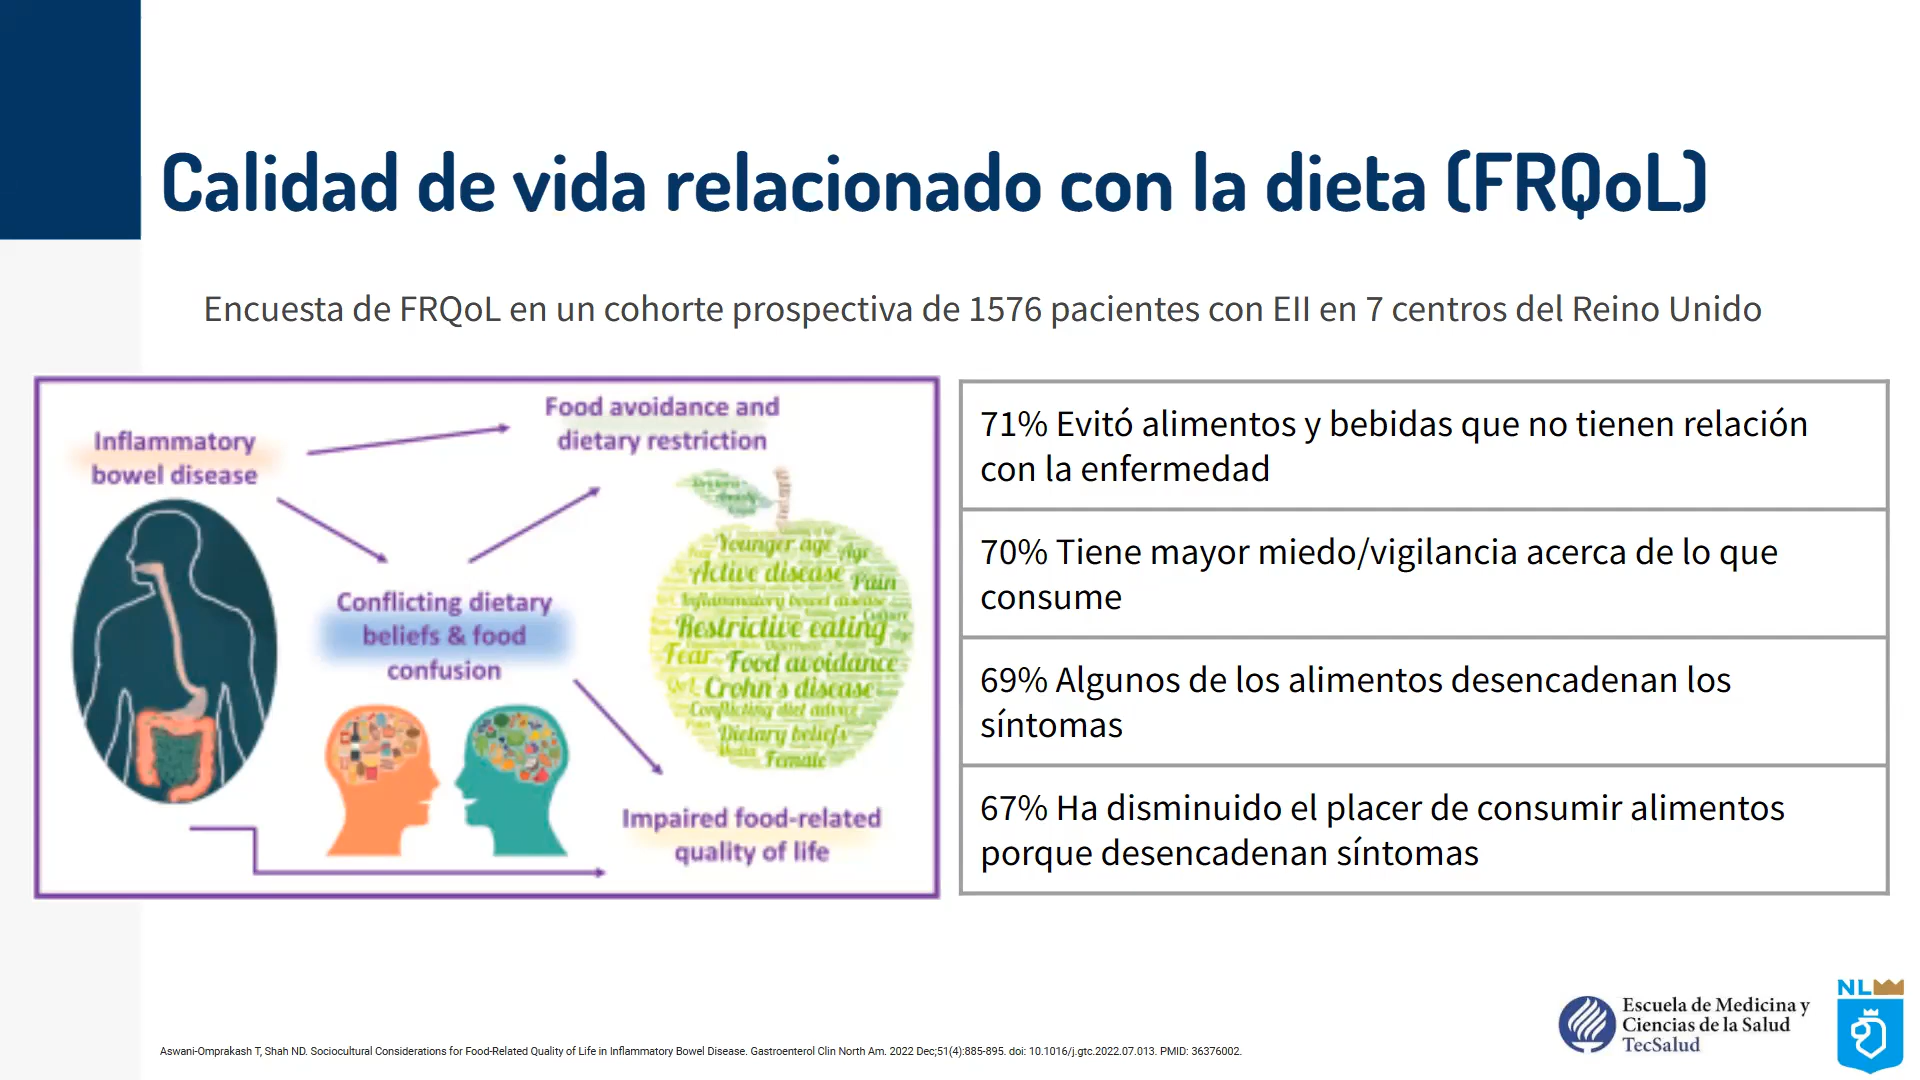 Calidad de vida relacionado con la dieta (FRQoL)
Encuesta de FRQoL en un cohorte prospectiva de 1576 pacientes con EII en 7 centros del Reino Unido
Inflammatory
bowel disease
Food avoidance and
dietary restriction
Conflicting dietary
beliefs & food
confusion
Impaired food-related
quality of life
Younger age
Age
Active disease
Pain
Inflammatory bowel disease
Culture
Restrictive eating
Fear
Food avoidance
QoL
Crohn's disease
Conflicting diet advice
Dietary beliefs
Media
Female
71% Evitó alimentos y bebidas que no tienen relación
con la enfermedad
70% Tiene mayor miedo/vigilancia acerca de lo que
consume
69% Algunos de los alimentos desencadenan los
síntomas
67% Ha disminuido el placer de consumir alimentos
porque desencadenan síntomas
Aswani-Omprakash T, Shah ND. Sociocultural Considerations for Food-Related Quality of Life in Inflammatory Bowel Disease. Gastroenterol Clin North Am. 2022 Dec;51(4):885-895. doi: 10.1016/j.gtc.2022.07.013. PMID: 36376002.
Escuela de Medicina y
Ciencias de la Salud
TecSalud
NL